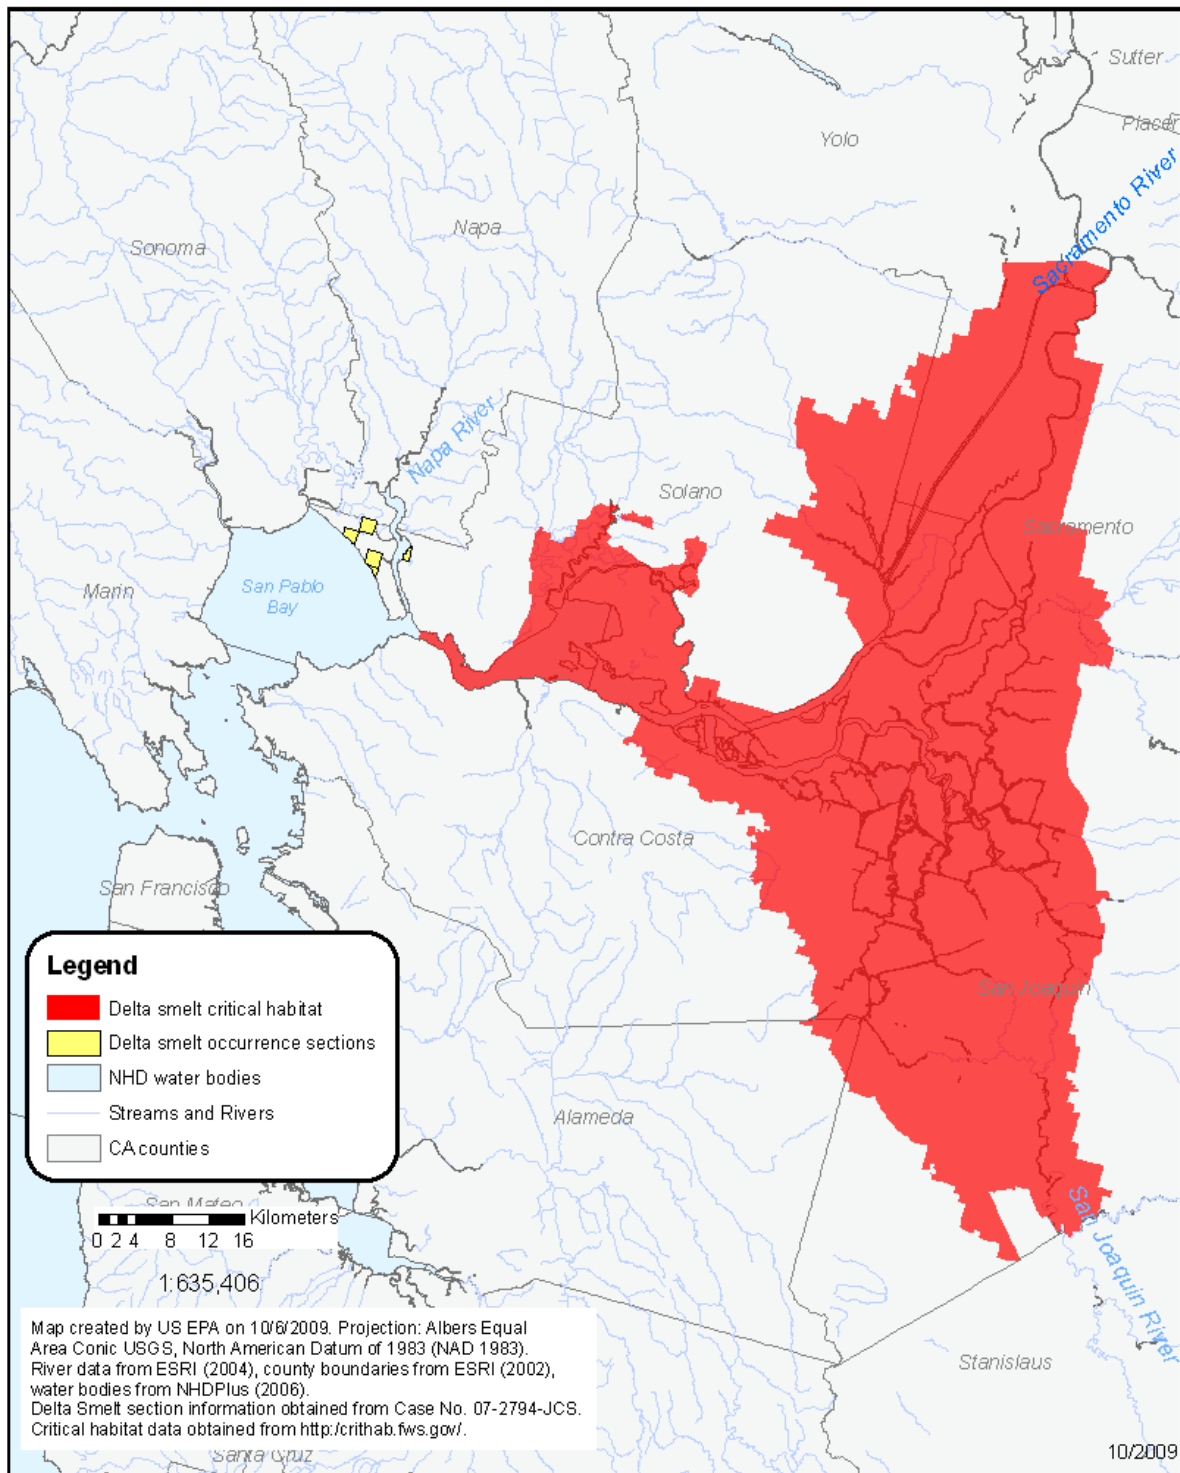 Sutter
Placer
Yolo
Sacramento River
Napa
Sonoma
Napa River
Solano
Sacramento
San Pablo
Bay
Marin
Contra Costa
San Francisco
San Joaquin
Legend
Delta smelt critical habitat
Delta smelt occurrence sections
NHD water bodies
Streams and Rivers
CA counties
Alameda
San Mateo
Kilometers
0 2 4 8 12 16
1:635,406
San Joaquin River
Stanislaus
Map created by US EPA on 10/6/2009. Projection: Albers Equal
Area Conic USGS, North American Datum of 1983 (NAD 1983).
River data from ESRI (2004), county boundaries from ESRI (2002),
water bodies from NHDPlus (2006).
Delta Smelt section information obtained from Case No. 07-2794-JCS.
Critical habitat data obtained from http:/crithab.fws.gov/.
Santa Cruz
10/2009